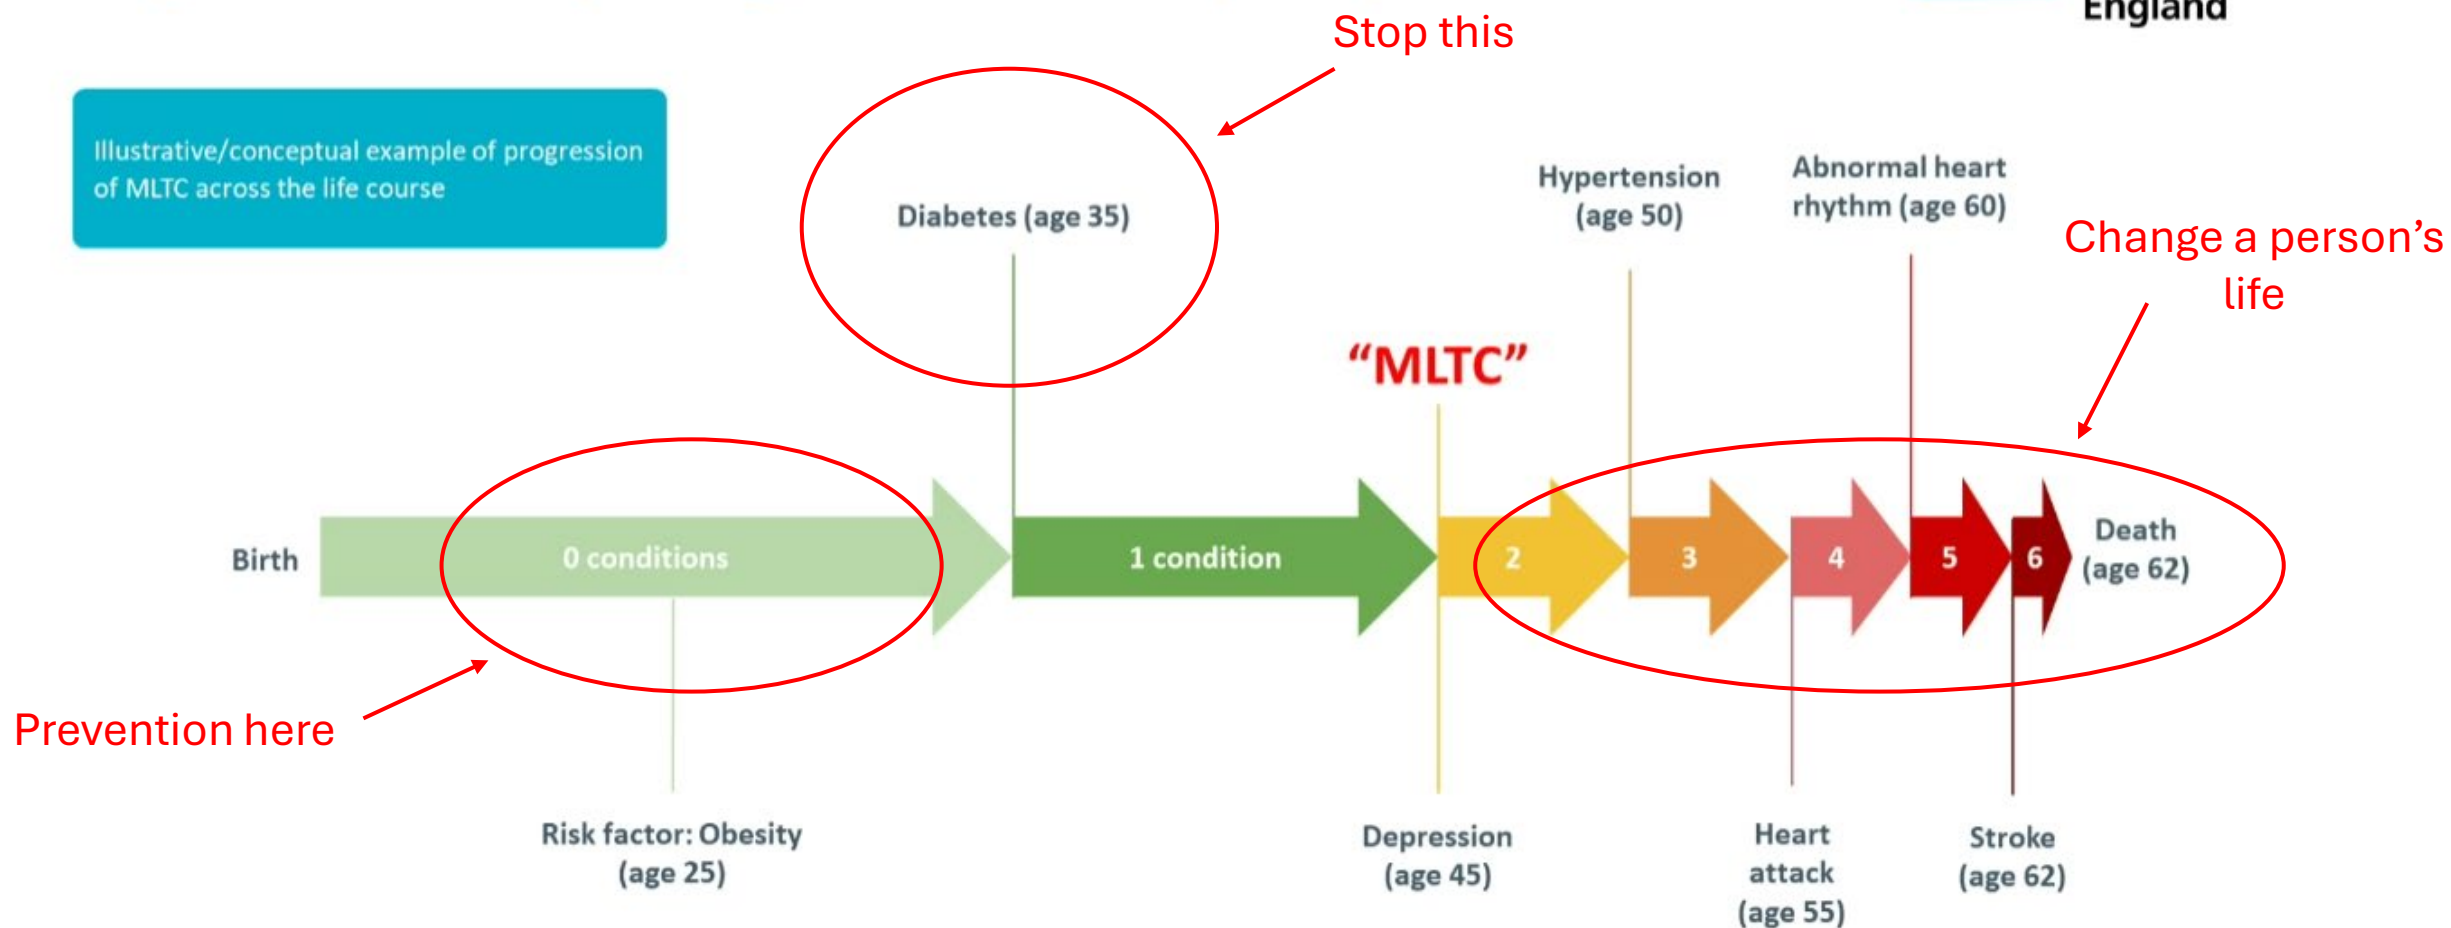 England
Stop this
Illustrative/conceptual example of progression
of MLTC across the life course
Diabetes (age 35)
Hypertension
(age 50)
Abnormal heart
rhythm (age 60)
Change a person’s
life
“MLTC”
Birth
0 conditions
1 condition
2
3
4
5
6
Death
(age 62)
Prevention here
Risk factor: Obesity
(age 25)
Depression
(age 45)
Heart
attack
(age 55)
Stroke
(age 62)